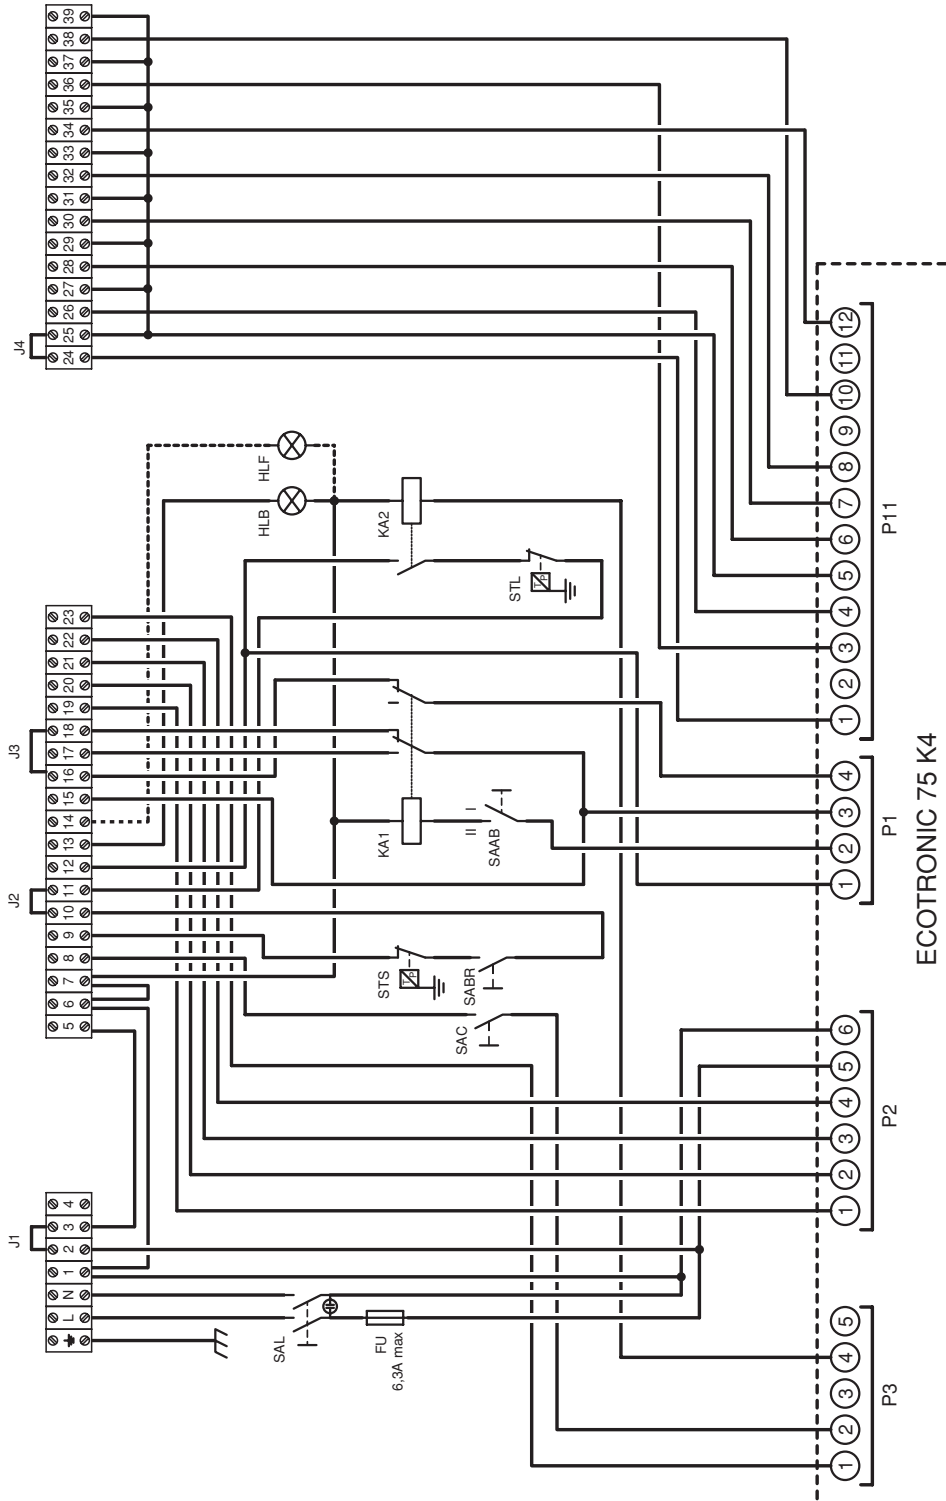 J1 J2 J3 J4
L N 1 2 3 4
5 6 7 8 9 10 11 12 13 14 15 16 17 18 19 20 21 22 23
24 25 26 27 28 29 30 31 32 33 34 35 36 37 38 39
HLB
HLF
SAL
FU
6,3A max
STS
T P
KA1
KA2
SAC
SABR
II I
SAAB
STL
T P
1 2 3 4 5
1 2 3 4 5 6
1 2 3 4
1 2 3 4 5 6 7 8 9 10 11 12
P3
P2
P1
P11
ECOTRONIC 75 K4